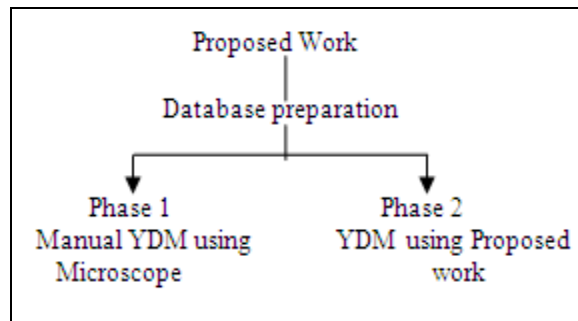 Proposed Work
Database preparation
Phase 1
Manual YDM using
Microscope
Phase 2
YDM using Proposed
work